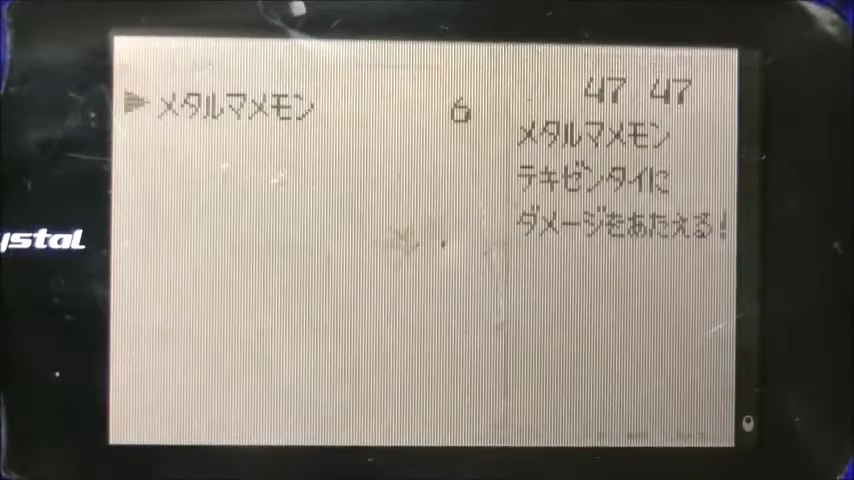 メタルマメモン 6
47 47
メタルマメモン
テキゼンタイに
ダメージをあたえる!
ystal